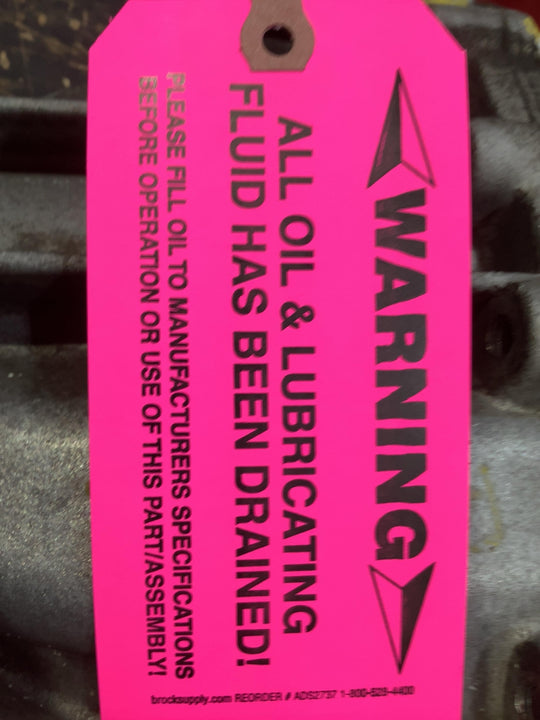 WARNING
ALL OIL & LUBRICATING
FLUID HAS BEEN DRAINED!
PLEASE FILL OIL TO MANUFACTURERS SPECIFICATIONS
BEFORE OPERATION OR USE OF THIS PART/ASSEMBLY!
brocksupply.com REORDER # ADS2737 1-800-528-4400